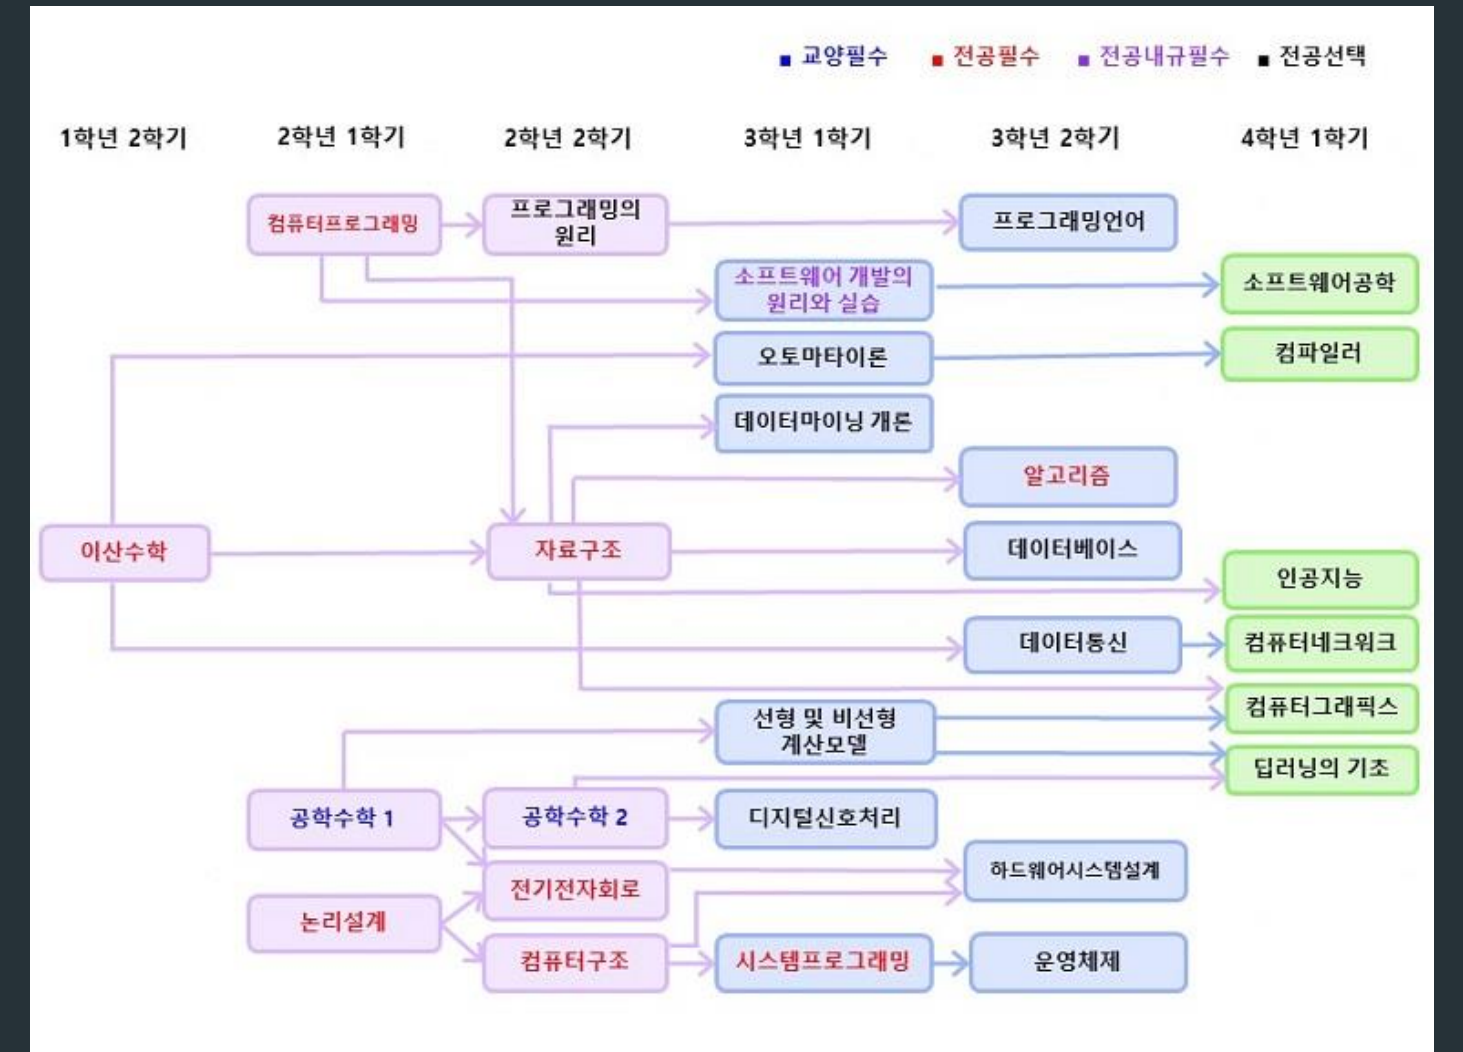 ■ 교양필수 ■ 전공필수 ■ 전공내규필수 ■ 전공선택
1학년 2학기 2학년 1학기 2학년 2학기 3학년 1학기 3학년 2학기 4학년 1학기
컴퓨터프로그래밍
프로그래밍의
원리
프로그래밍언어
소프트웨어 개발의
원리와 실습
소프트웨어공학
오토마타이론
컴파일러
데이터마이닝 개론
알고리즘
이산수학
자료구조
데이터베이스
인공지능
데이터통신
컴퓨터네크워크
선형 및 비선형
계산모델
컴퓨터그래픽스
딥러닝의 기초
공학수학 1
공학수학 2
디지털신호처리
전기전자회로
하드웨어시스템설계
논리설계
컴퓨터구조
시스템프로그래밍
운영체제